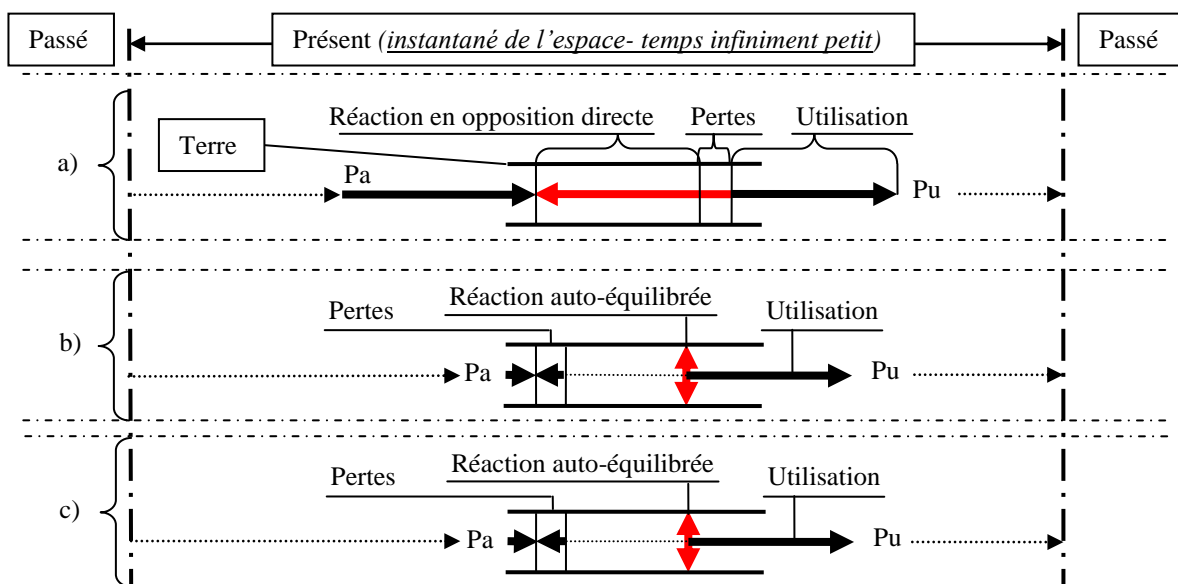 Passé
Présent (instantané de l’espace- temps infiniment petit)
Passé
a)
Réaction en opposition directe
Pertes
Utilisation
Terre
Pa
Pu
b)
Réaction auto-équilibrée
Pertes
Utilisation
Pa
Pu
c)
Réaction auto-équilibrée
Pertes
Utilisation
Pa
Pu